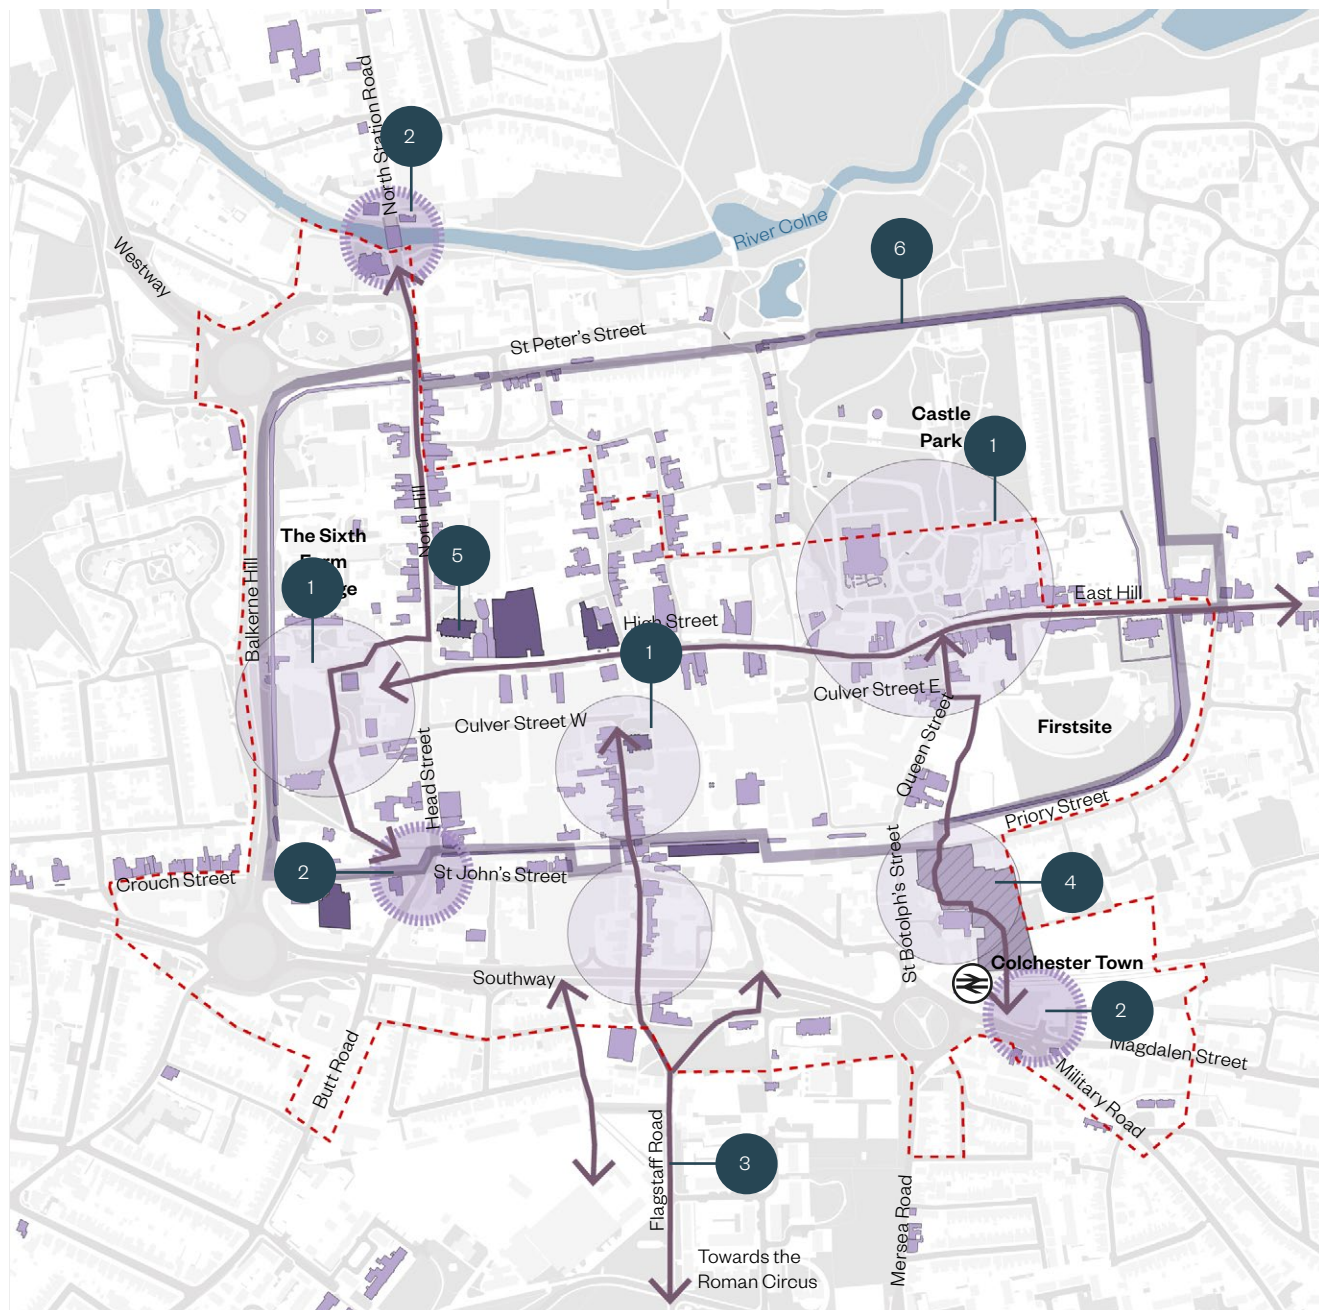 North Station Road
2
Westway
River Colne
6
St Peter's Street
Castle
Park
1
The Sixth
Form
ge
1
North Hill
5
Balkerne Hill
East Hill
High Street
1
Culver Street E
Culver Street W
Queen Street
Firstsite
Head Street
Priory Street
2
St John's Street
Crouch Street
St Botolph's Street
4
Colchester Town
Southway
2
Magdalen Street
Military Road
Butt Road
Flagstaff Road
3
Mersea Road
Towards the
Roman Circus